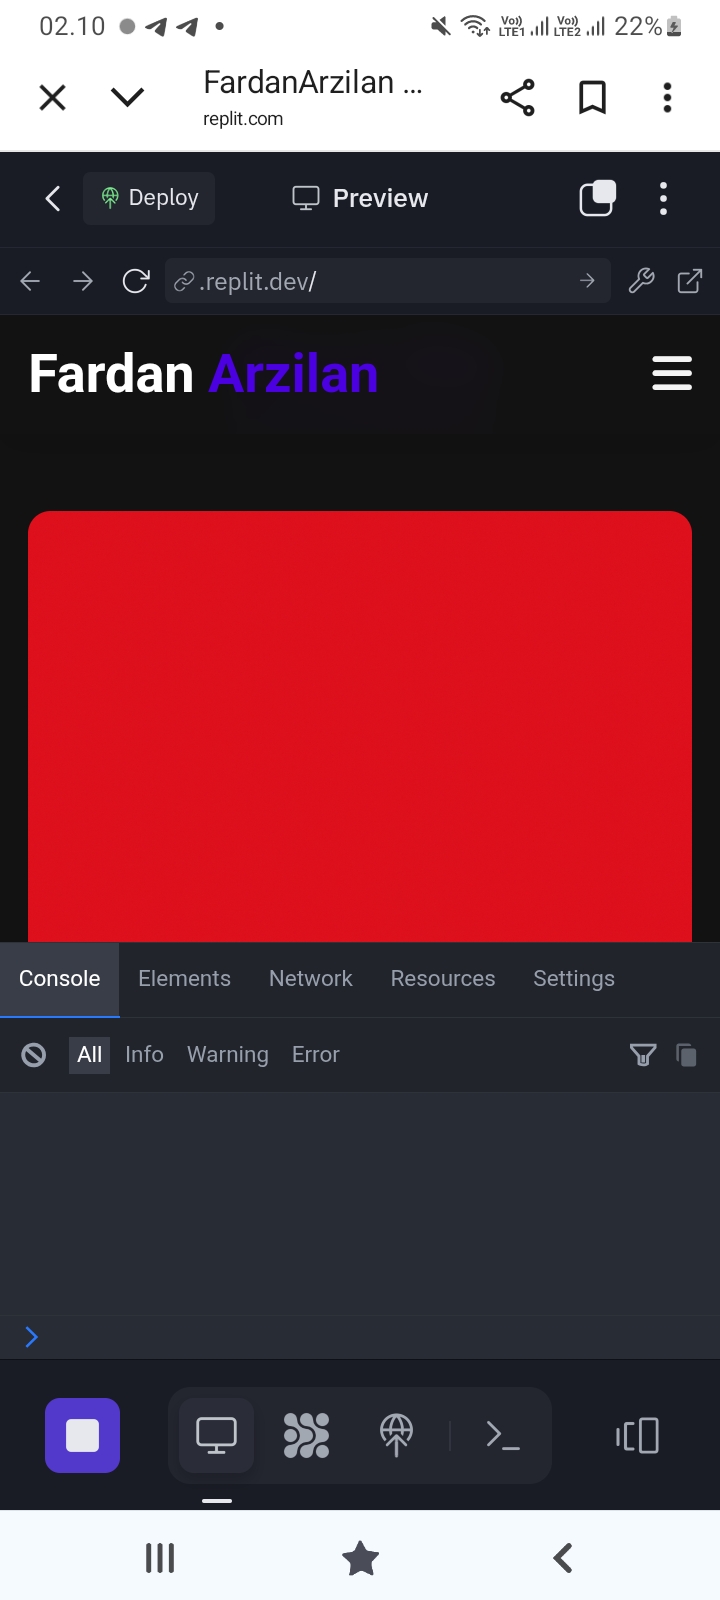 02.10
Vo)) LTE1 Vo)) LTE2 22%
FardanArzilan ...
replit.com
Deploy Preview
.replit.dev/
Fardan Arzilan
Console Elements Network Resources Settings
All Info Warning Error